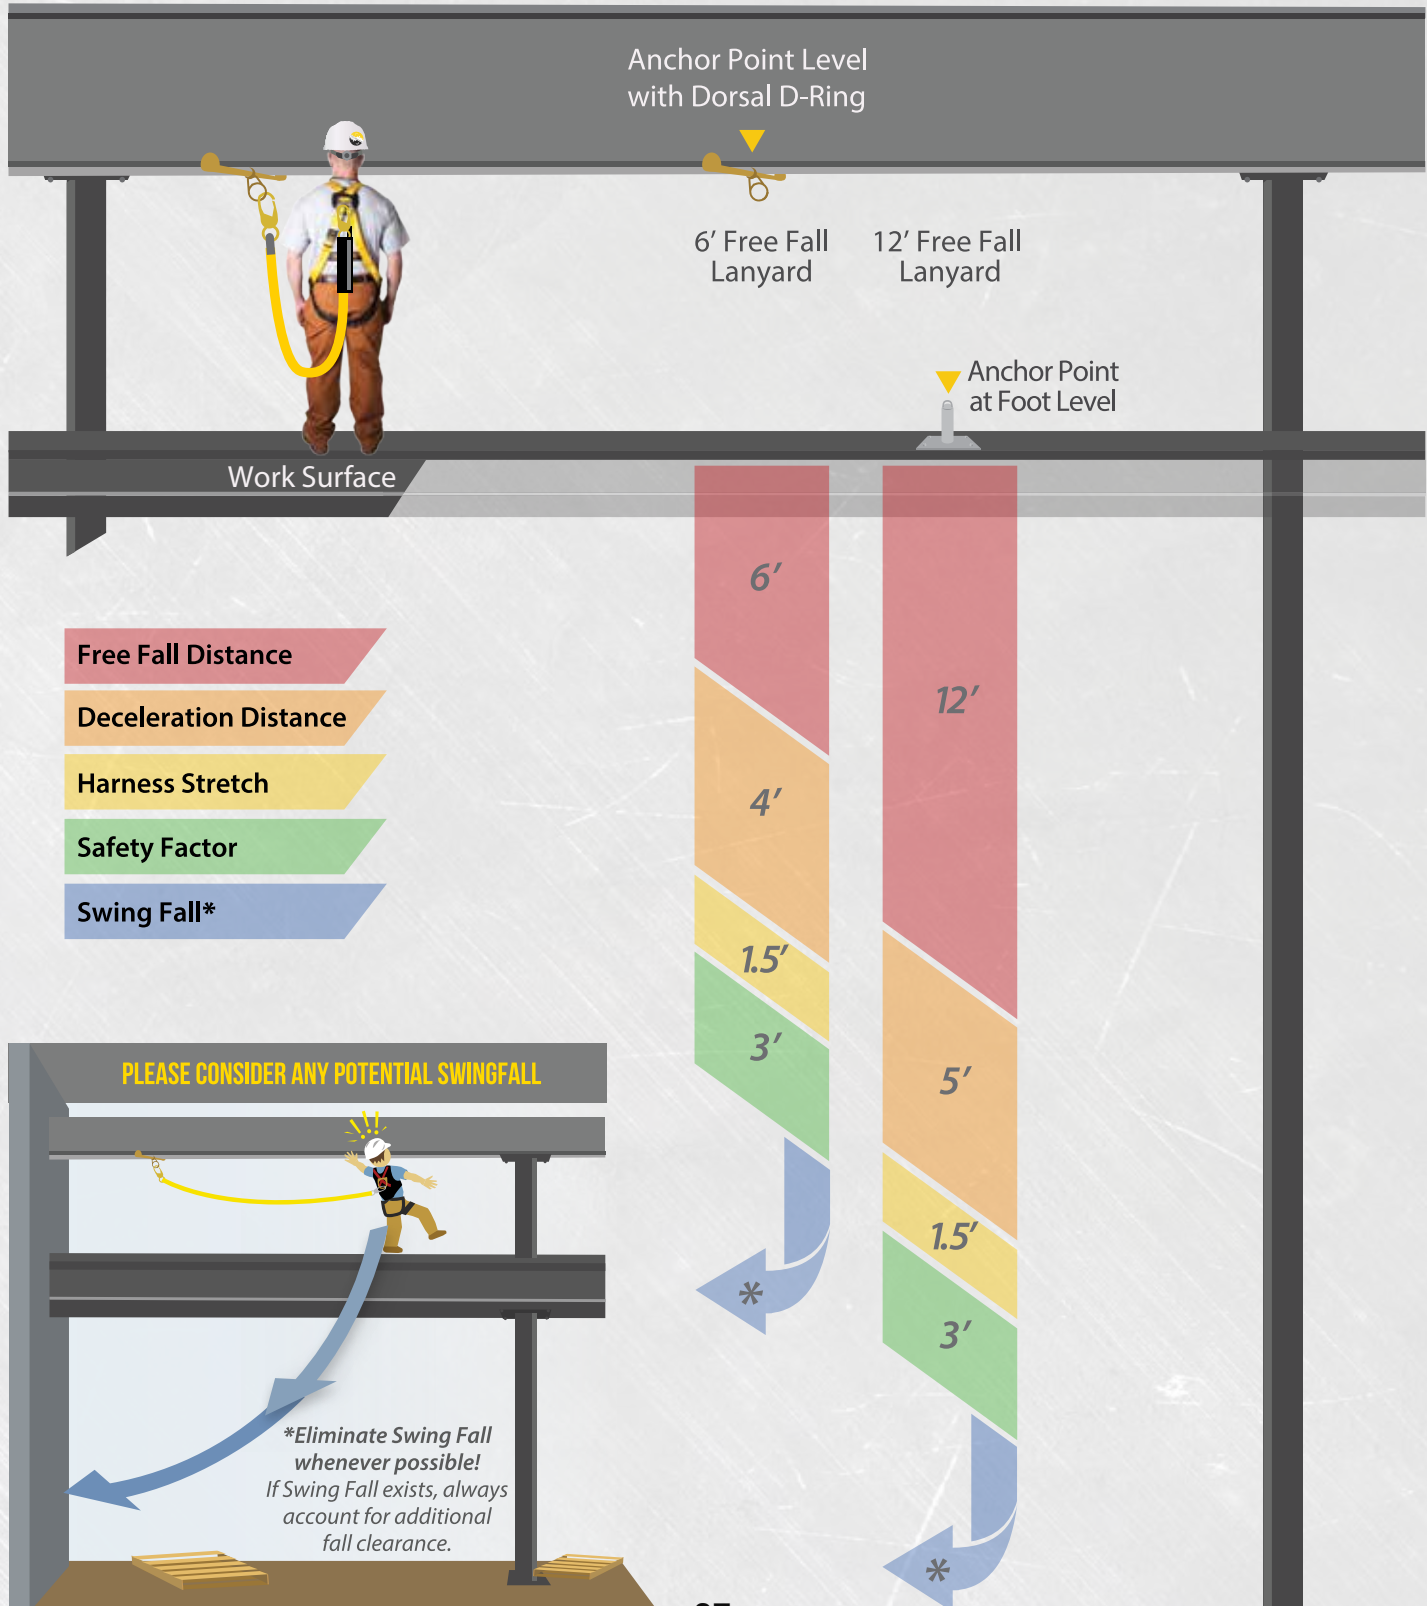 Anchor Point Level
with Dorsal D-Ring
6’ Free Fall
Lanyard
12’ Free Fall
Lanyard
Anchor Point
at Foot Level
Work Surface
Free Fall Distance
Deceleration Distance
Harness Stretch
Safety Factor
Swing Fall*
6’
4’
1.5’
3’
*
12’
5’
1.5’
3’
*
PLEASE CONSIDER ANY POTENTIAL SWINGFALL
*Eliminate Swing Fall
whenever possible!
If Swing Fall exists, always
account for additional
fall clearance.